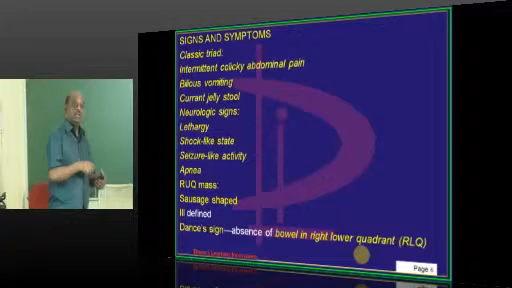 SIGNS AND SYMPTOMS
Classic triad:
Intermittent colicky abdominal pain
Bilious vomiting
Currant jelly stool
Neurologic signs:
Lethargy
Shock-like state
Seizure-like activity
Apnea
RUQ mass:
Sausage shaped
Ill defined
Dance's sign—absence of bowel in right lower quadrant (RLQ)
Page 6